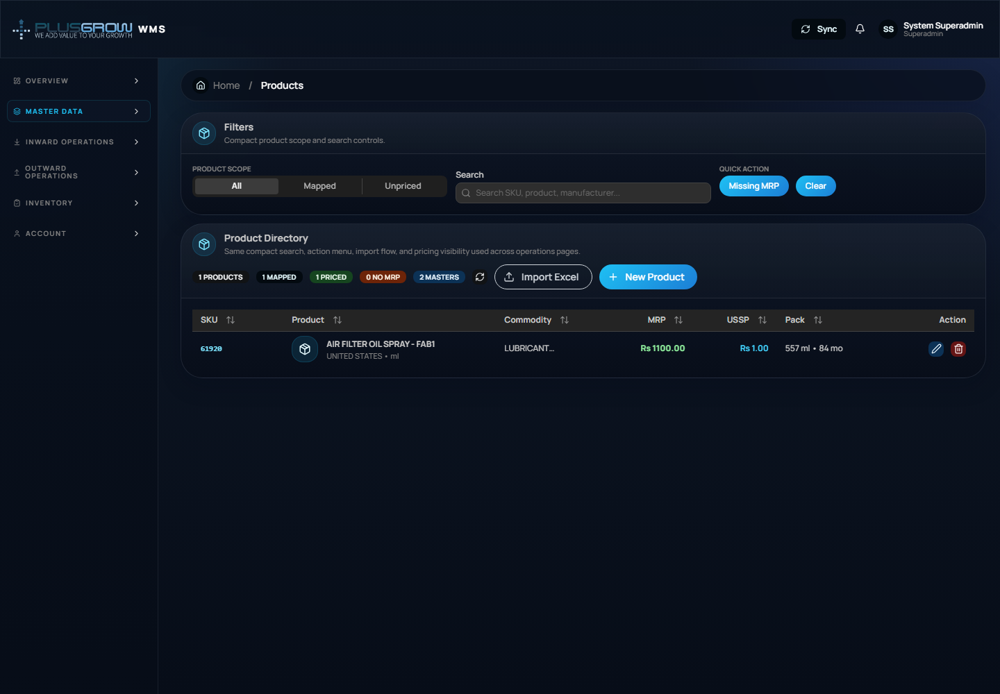 PLUSGROW WMS
WE ADD VALUE TO YOUR GROWTH
Sync
SS
System Superadmin
Superadmin
OVERVIEW
MASTER DATA
INWARD OPERATIONS
OUTWARD
OPERATIONS
INVENTORY
ACCOUNT
Home / Products
Filters
Compact product scope and search controls.
PRODUCT SCOPE
All Mapped Unpriced
Search
Search SKU, product, manufacturer...
QUICK ACTION
Missing MRP Clear
Product Directory
Same compact search, action menu, import flow, and pricing visibility used across operations pages.
1 PRODUCTS 1 MAPPED 1 PRICED 0 NO MRP 2 MASTERS Import Excel + New Product
SKU Product Commodity MRP USSP Pack Action
61920 AIR FILTER OIL SPRAY - FAB1 LUBRICANT... Rs 1100.00 Rs 1.00 557 ml • 84 mo
UNITED STATES • ml